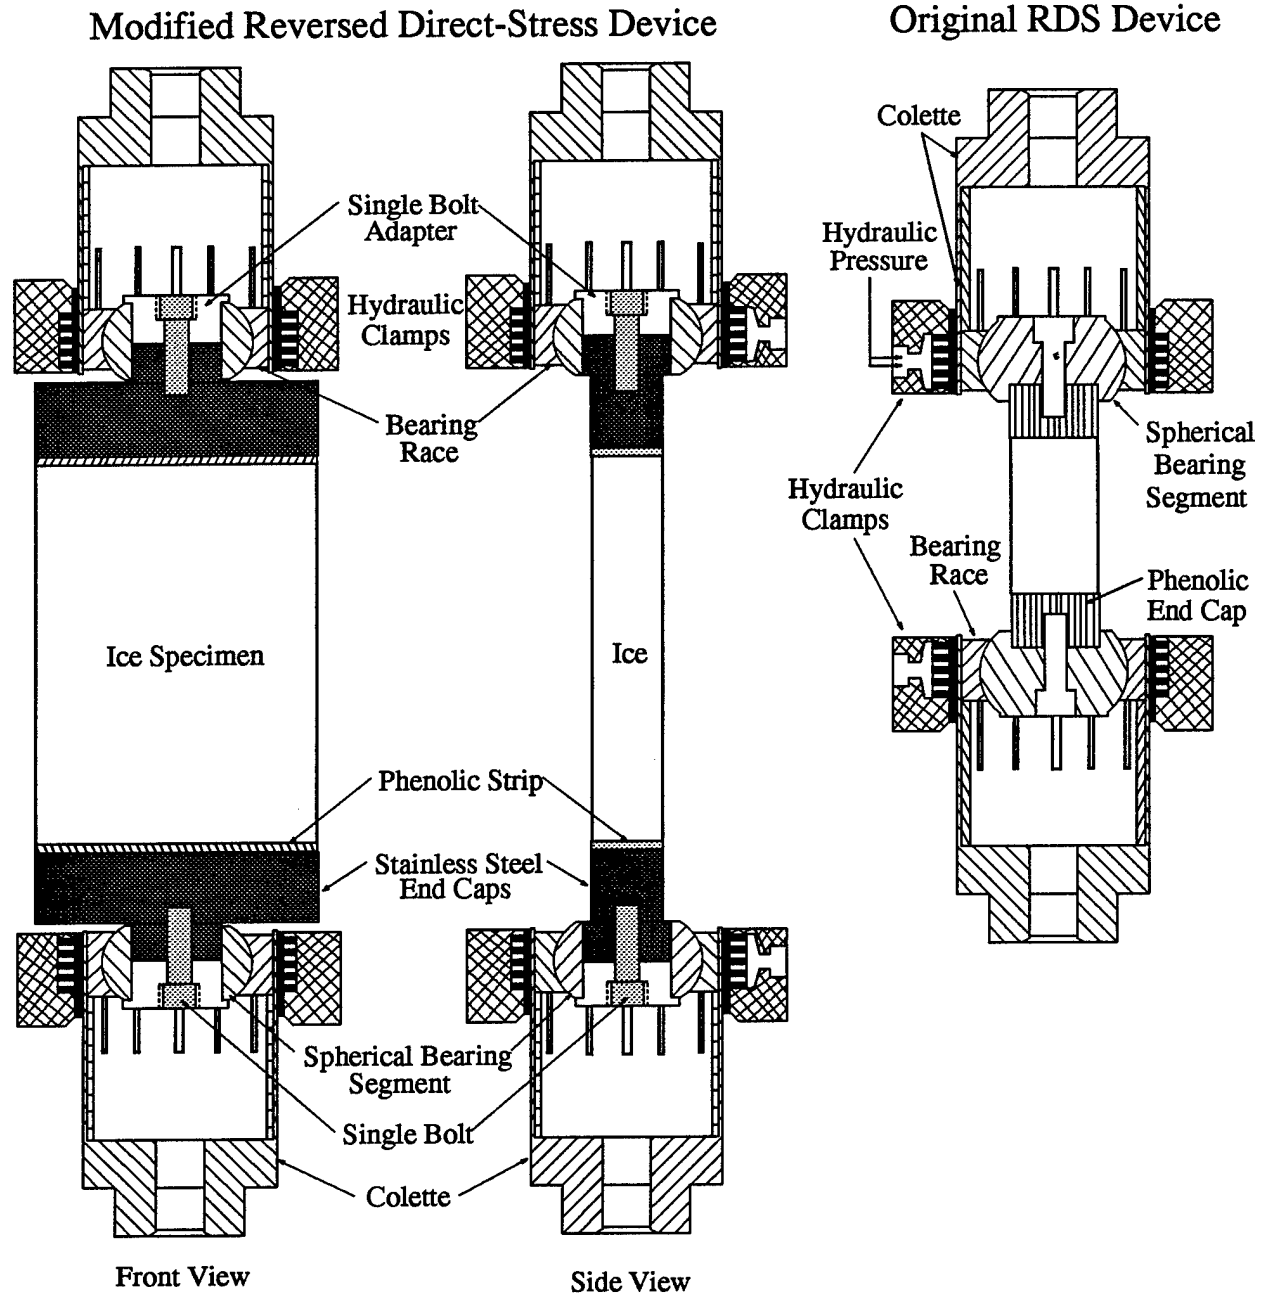 Modified Reversed Direct-Stress Device
Original RDS Device
Single Bolt
Adapter
Hydraulic
Clamps
Bearing
Race
Ice Specimen
Ice
Phenolic Strip
Stainless Steel
End Caps
Spherical Bearing
Segment
Single Bolt
Colette
Front View
Side View
Colette
Hydraulic
Pressure
Spherical
Bearing
Segment
Hydraulic
Clamps
Bearing
Race
Phenolic
End Cap